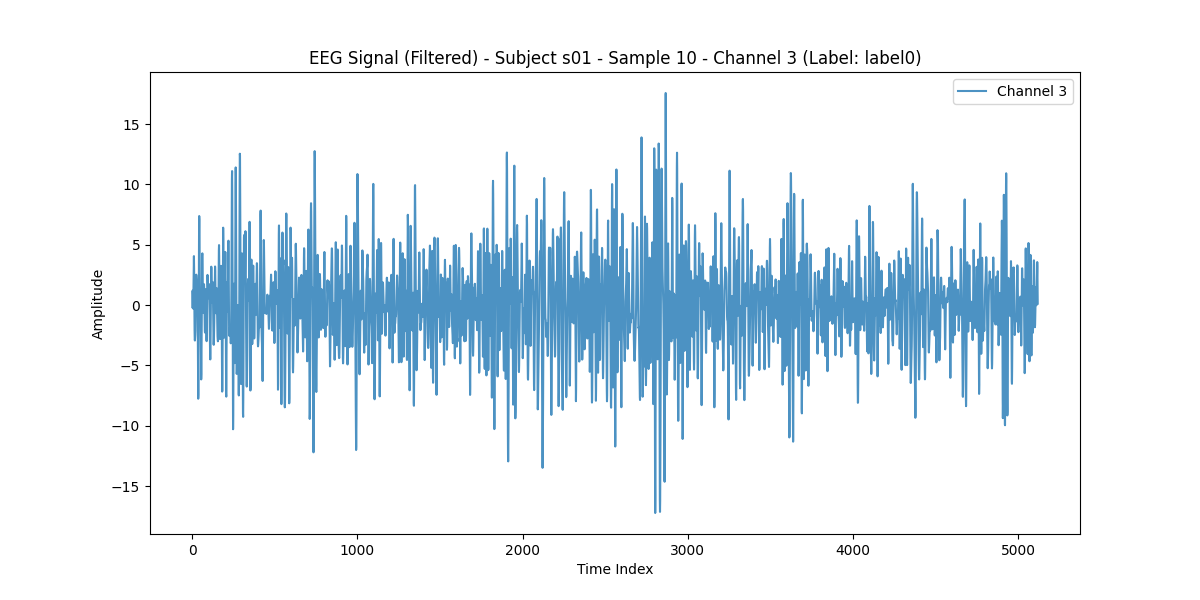 EEG Signal (Filtered) - Subject s01 - Sample 10 - Channel 3 (Label: label0)
Channel 3
15
10
5
0
−5
−10
−15
Amplitude
0 1000 2000 3000 4000 5000
Time Index